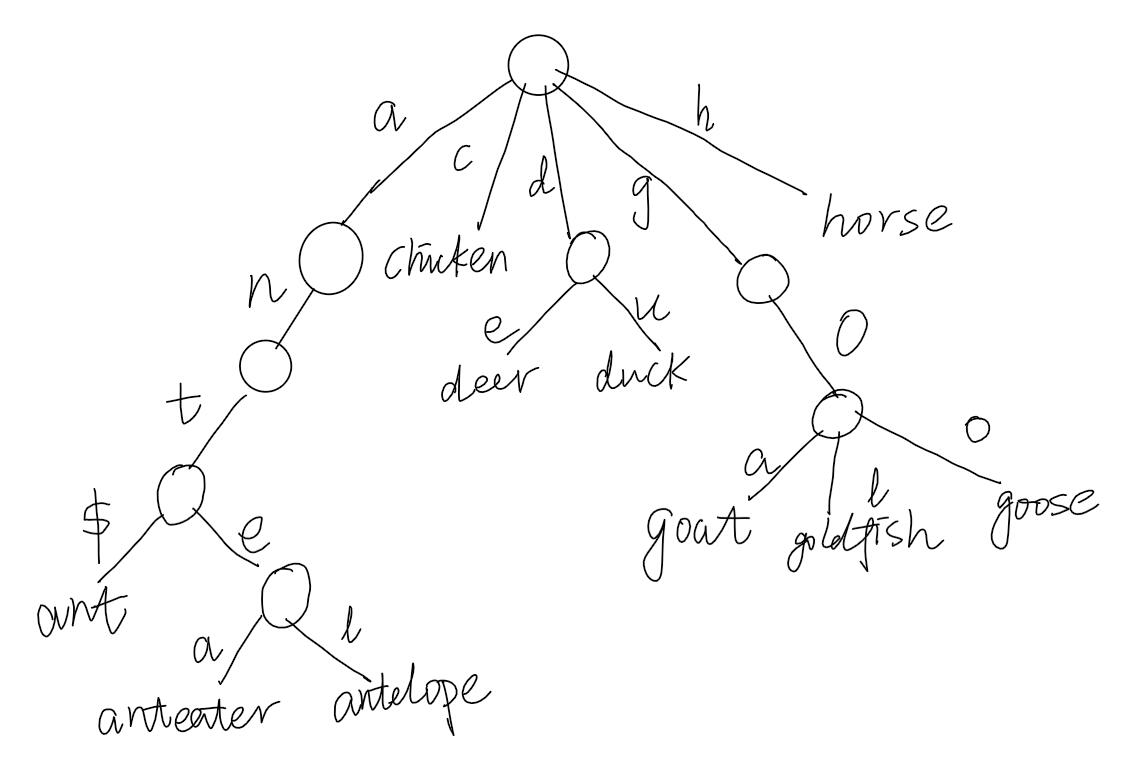 a
h
c
d
g
horse
n
chicken
e
u
O
t
deer
duck
o
a
l
$
e
goat
goldfish
goose
ant
a
l
anteater
antelope